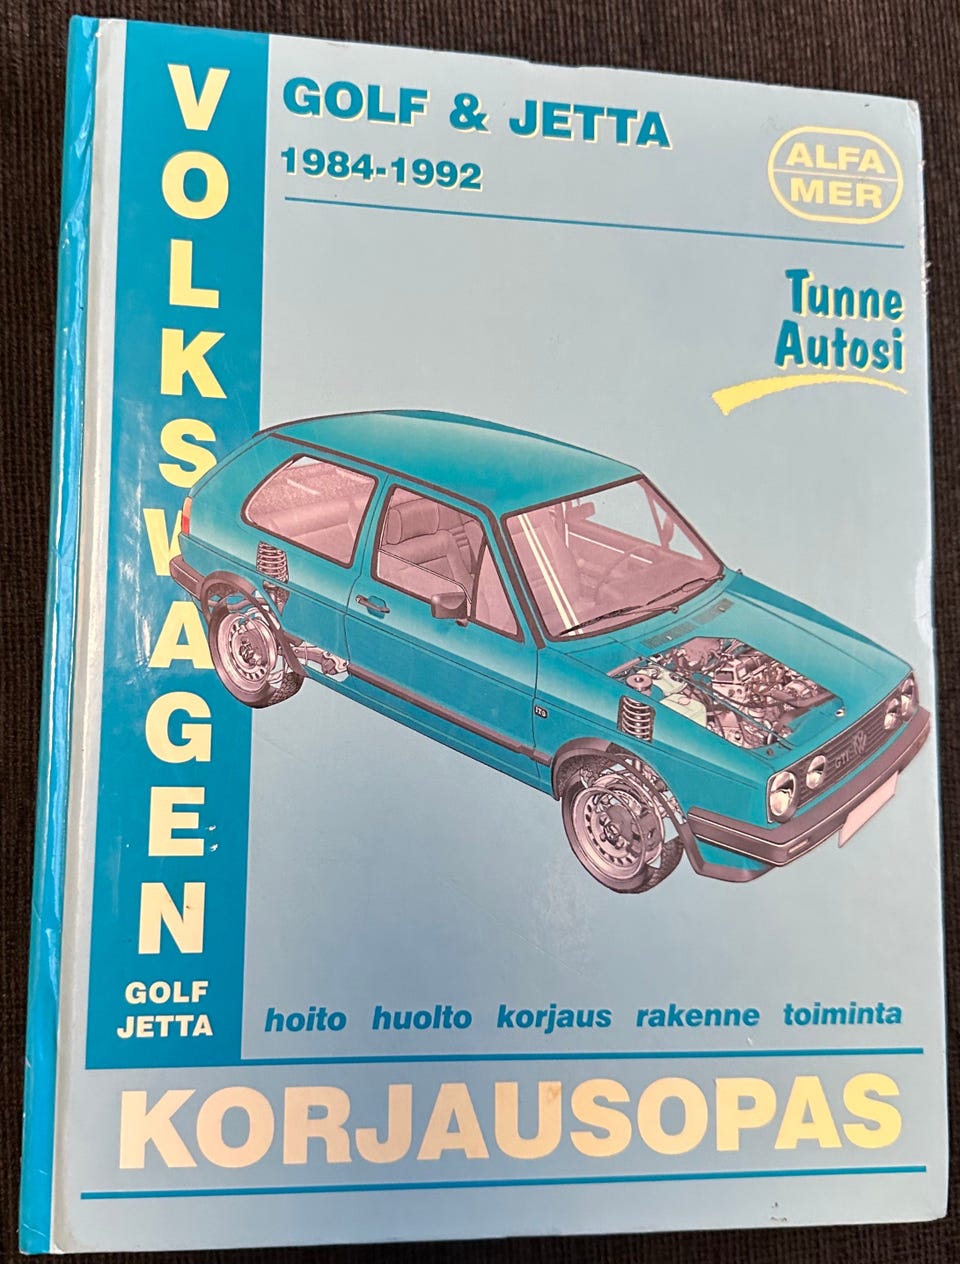 VOLKSWAGEN
GOLF
JETTA
GOLF & JETTA
1984-1992
ALFA
MER
Tunne
Autosi
GTI
hoito huolto korjaus rakenne toiminta
KORJAUSOPAS